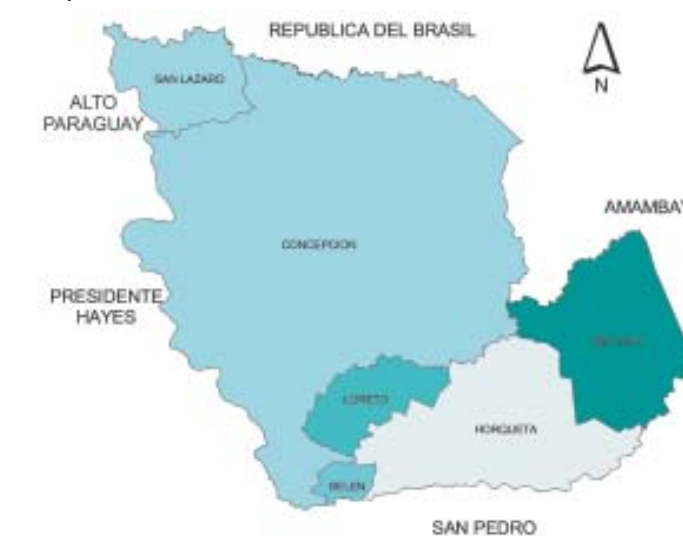 REPUBLICA DEL BRASIL
N
SAN LAZARO
ALTO
PARAGUAY
AMAMBAY
CONCEPCION
PRESIDENTE
HAYES
LORETO
HORQUETA
BELEN
SAN PEDRO